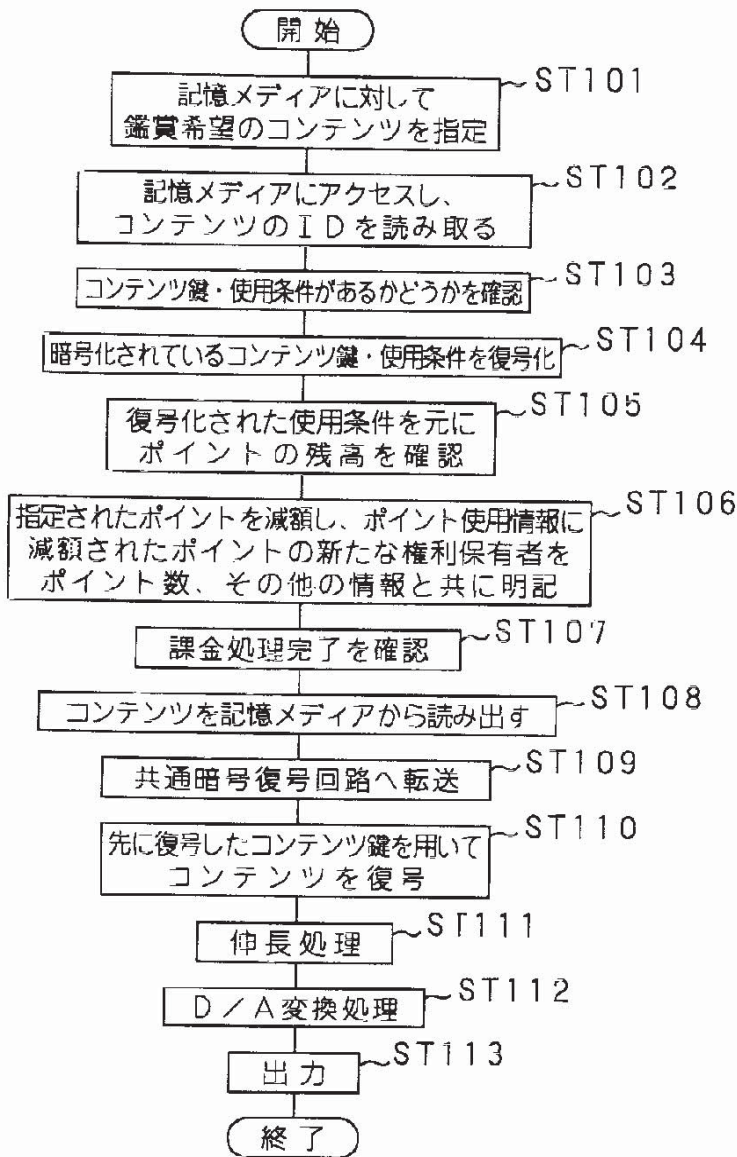 開始
記憶メディアに対して
鑑賞希望のコンテンツを指定
ST101
記憶メディアにアクセスし、
コンテンツのIDを読み取る
ST102
コンテンツ鍵・使用条件があるかどうかを確認
ST103
暗号化されているコンテンツ鍵・使用条件を復号化
ST104
復号化された使用条件を元に
ポイントの残高を確認
ST105
指定されたポイントを減額し、ポイント使用情報に
減額されたポイントの新たな権利保有者を
ポイント数、その他の情報と共に明記
ST106
課金処理完了を確認
ST107
コンテンツを記憶メディアから読み出す
ST108
共通暗号復号回路へ転送
ST109
先に復号したコンテンツ鍵を用いて
コンテンツを復号
ST110
伸長処理
ST111
D/A変換処理
ST112
出力
ST113
終了